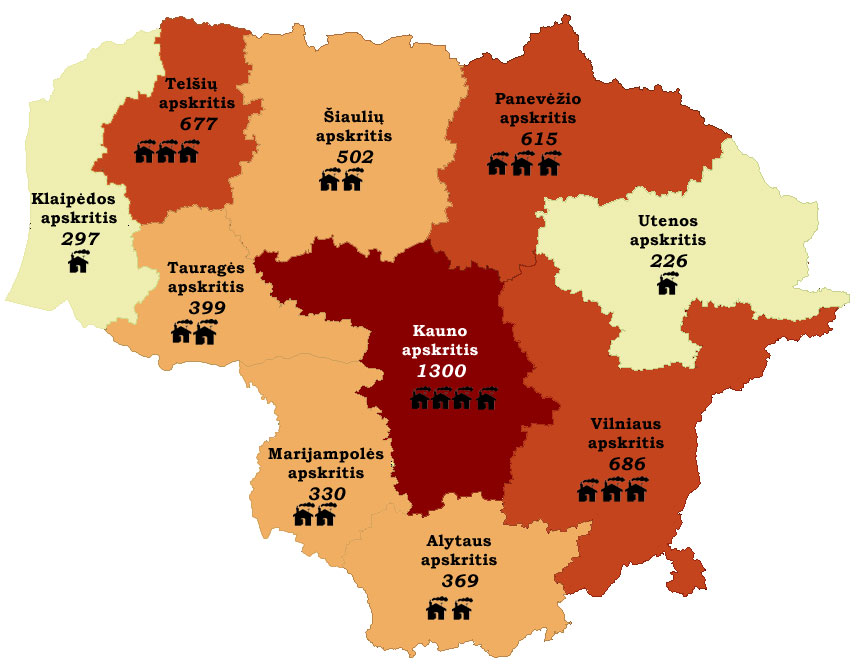 Telšių
apskritis
677
Šiaulių
apskritis
502
Panevėžio
apskritis
615
Klaipėdos
apskritis
297
Tauragės
apskritis
399
Utenos
apskritis
226
Kauno
apskritis
1300
Vilniaus
apskritis
686
Marijampolės
apskritis
330
Alytaus
apskritis
369